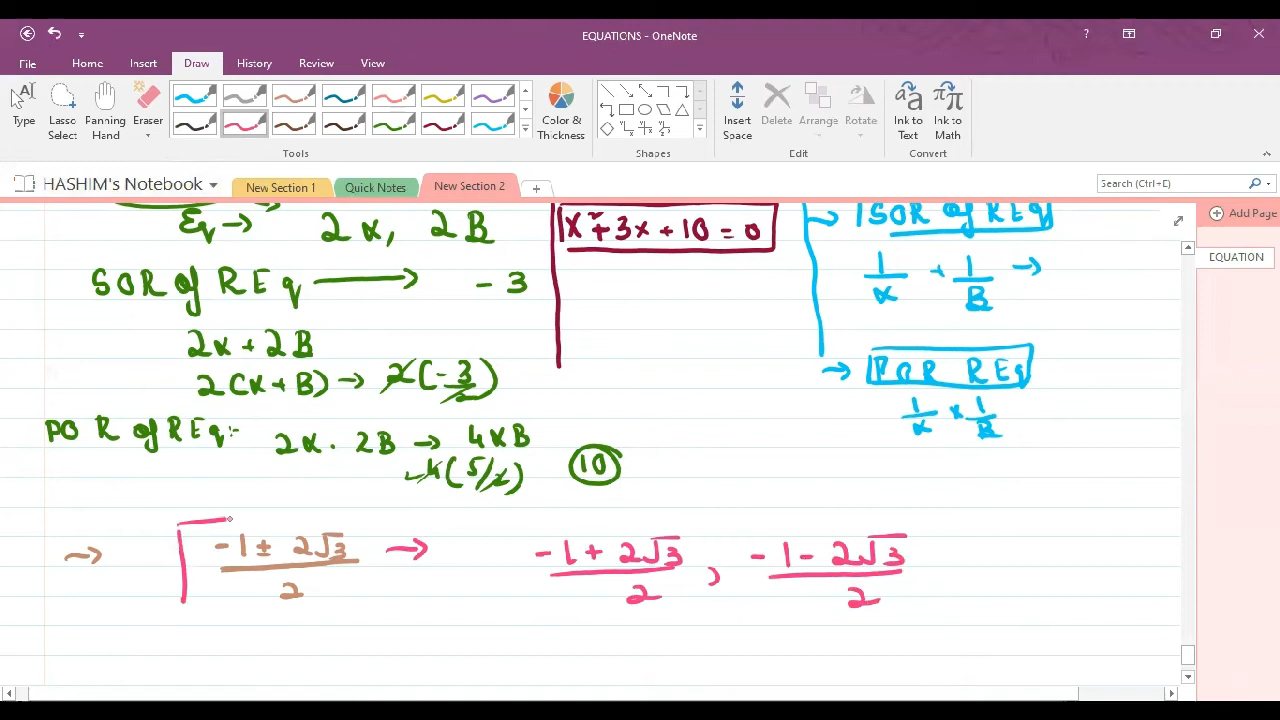 EQUATIONS - OneNote
File Home Insert Draw History Review View
Type Lasso Select Panning Hand Eraser Color & Thickness Insert Space Delete Arrange Rotate Ink to Text Ink to Math
Tools Shapes Edit Convert
HASHIM's Notebook New Section 1 Quick Notes New Section 2 Search (Ctrl+E)
Add Page
EQUATION
Eq → 2α, 2B
SOR of REq → - 3
2α + 2B
2(α + B) → 2(-3/2)
PO R of REq:- 2α . 2B → 4αB
4(5/2) 10
x² + 3x + 10 = 0
→ SOR of REq
1/α + 1/B →
→ POR REq
1/α × 1/B
→ -1 ± 2√3 / 2 → -1 + 2√3 / 2 , -1 - 2√3 / 2